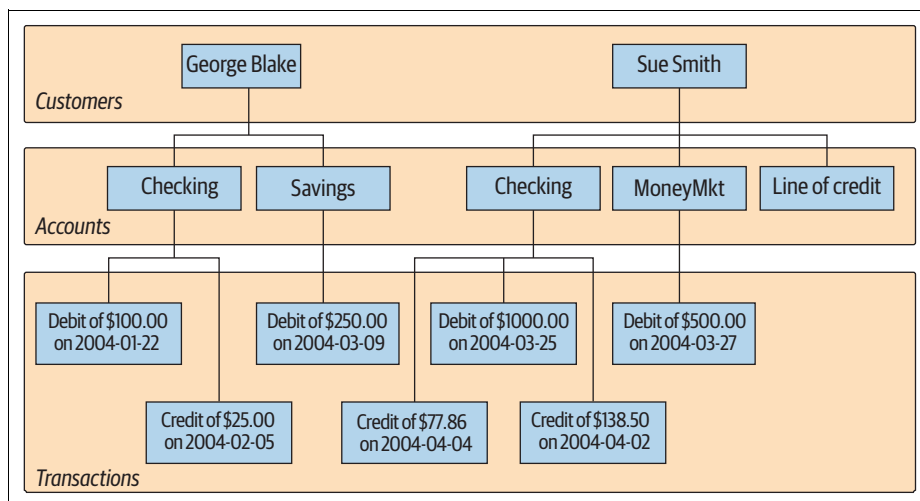 George Blake
Sue Smith
Customers
Checking
Savings
Checking
MoneyMkt
Line of credit
Accounts
Debit of $100.00
on 2004-01-22
Debit of $250.00
on 2004-03-09
Debit of $1000.00
on 2004-03-25
Debit of $500.00
on 2004-03-27
Credit of $25.00
on 2004-02-05
Credit of $77.86
on 2004-04-04
Credit of $138.50
on 2004-04-02
Transactions